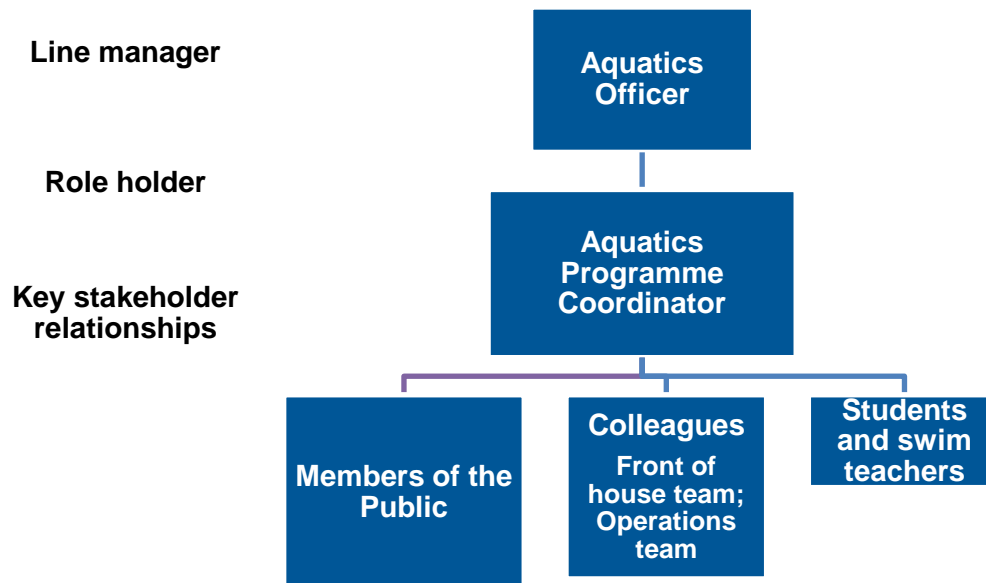 Line manager
Aquatics
Officer
Role holder
Aquatics
Programme
Coordinator
Key stakeholder
relationships
Members of the
Public
Colleagues
Front of
house team;
Operations
team
Students
and swim
teachers